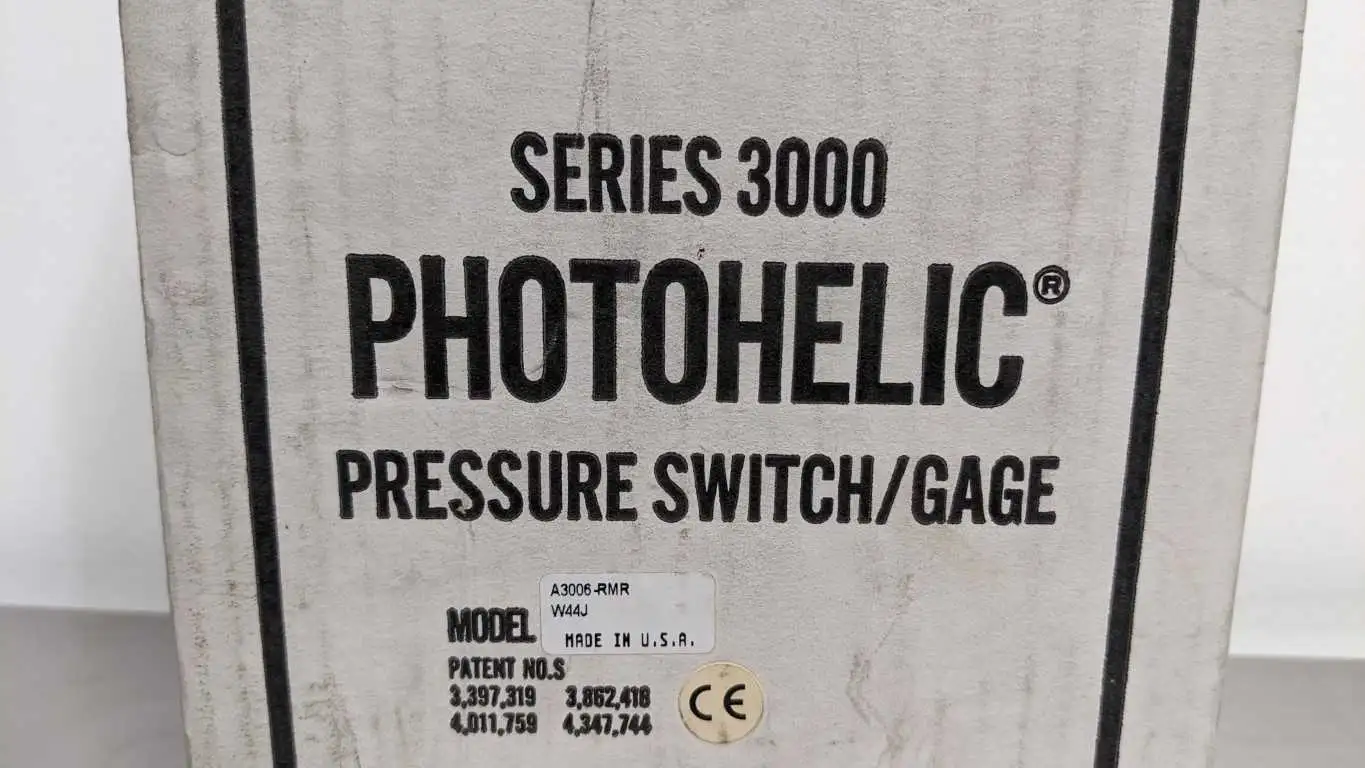 SERIES 3000
PHOTOHELIC®
PRESSURE SWITCH/GAGE
A3006-RMR
W44J
MODEL MADE IN U.S.A.
PATENT NO.S
3,397,319 3,862,416
4,011,759 4,347,744
CE